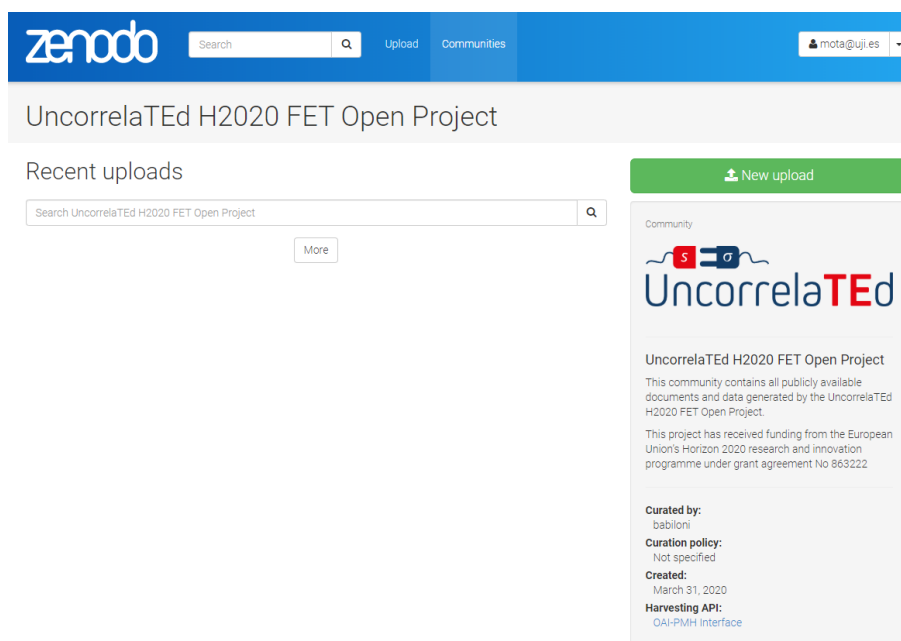 zenodo
Search
Upload
Communities
mota@uji.es
UncorrelaTEd H2020 FET Open Project
Recent uploads
Search UncorrelaTEd H2020 FET Open Project
More
New upload
Community
S σ
UncorrelaTEd
UncorrelaTEd H2020 FET Open Project
This community contains all publicly available
documents and data generated by the UncorrelaTEd
H2020 FET Open Project.
This project has received funding from the European
Union's Horizon 2020 research and innovation
programme under grant agreement No 863222
Curated by:
babiloni
Curation policy:
Not specified
Created:
March 31, 2020
Harvesting API:
OAI-PMH Interface